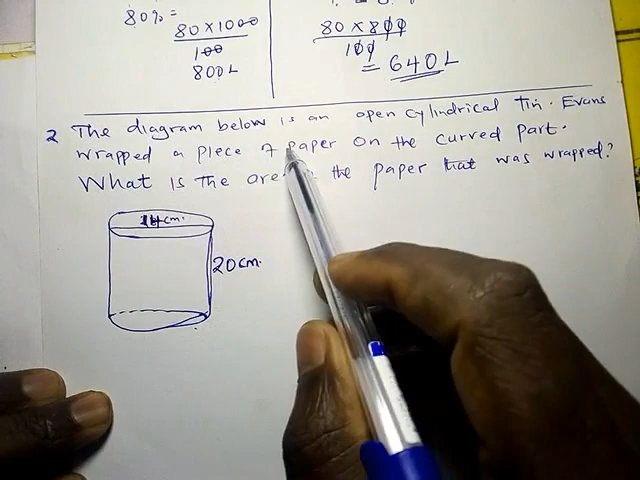 80% =
80 × 1000
100
800L
80 × 800
100
= 640L
2 The diagram below is an open cylindrical tin. Evans
wrapped a piece of paper on the curved part.
What is the the paper that was wrapped?
14cm.
20cm.